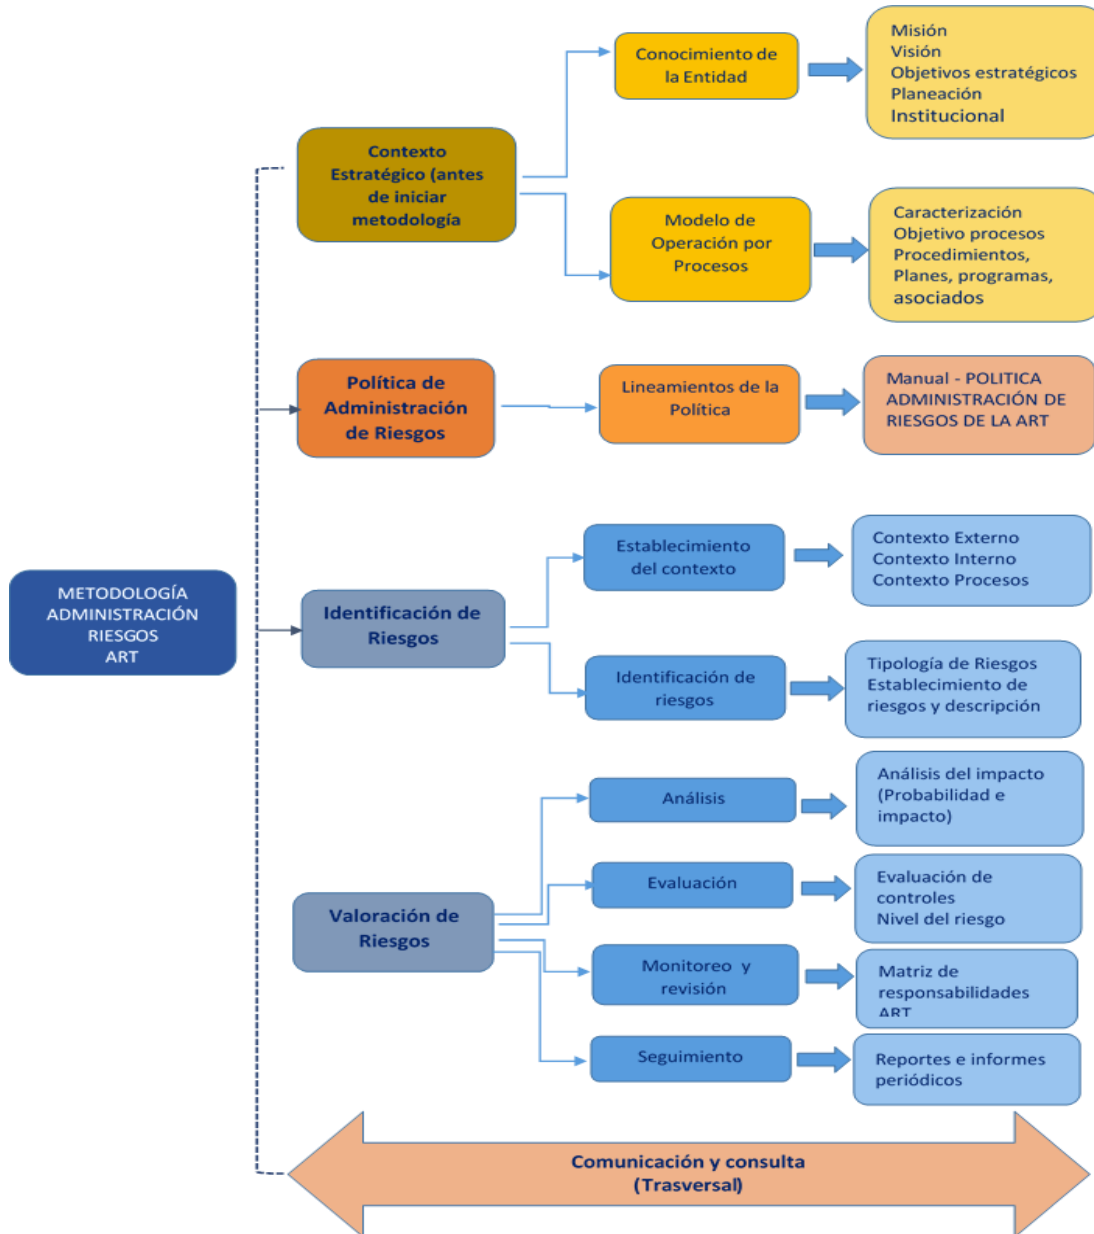 Conocimiento de
la Entidad
Misión
Visión
Objetivos estratégicos
Planeación
Institucional
Contexto
Estratégico (antes
de iniciar
metodología
Modelo de
Operación por
Procesos
Caracterización
Objetivo procesos
Procedimientos,
Planes, programas,
asociados
Política de
Administración
de Riesgos
Lineamientos de la
Política
Manual - POLITICA
ADMINISTRACIÓN DE
RIESGOS DE LA ART
METODOLOGÍA
ADMINISTRACIÓN
RIESGOS
ART
Identificación de
Riesgos
Establecimiento
del contexto
Contexto Externo
Contexto Interno
Contexto Procesos
Identificación de
riesgos
Tipología de Riesgos
Establecimiento de
riesgos y descripción
Valoración de
Riesgos
Análisis
Análisis del impacto
(Probabilidad e
impacto)
Evaluación
Evaluación de
controles
Nivel del riesgo
Monitoreo y
revisión
Matriz de
responsabilidades
ART
Seguimiento
Reportes e informes
periódicos
Comunicación y consulta
(Trasversal)